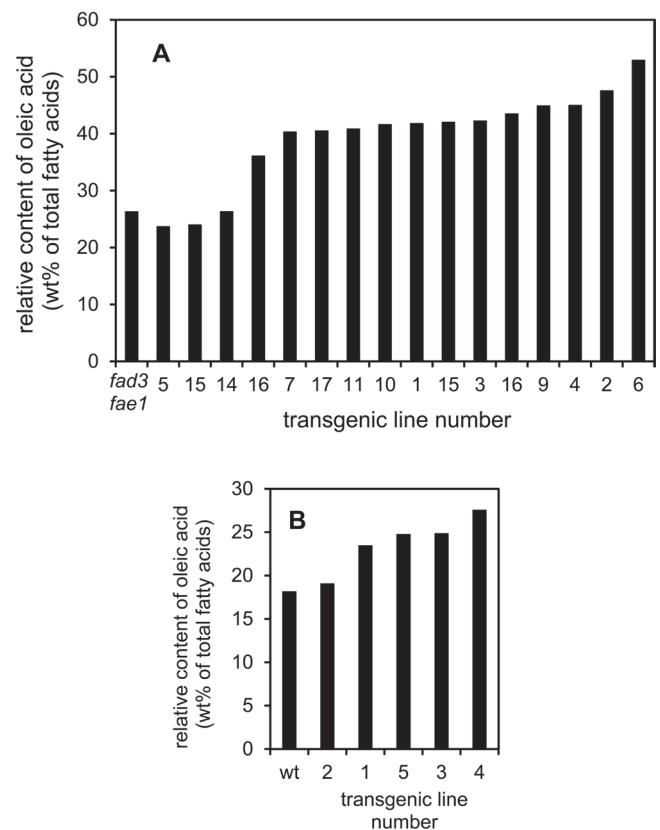 A
relative content of oleic acid
(wt% of total fatty acids)
60
50
40
30
20
10
0
fad3 5 15 14 16 7 17 11 10 1 15 3 16 9 4 2 6
fae1
transgenic line number
B
relative content of oleic acid
(wt% of total fatty acids)
30
25
20
15
10
5
0
wt 2 1 5 3 4
transgenic line
number